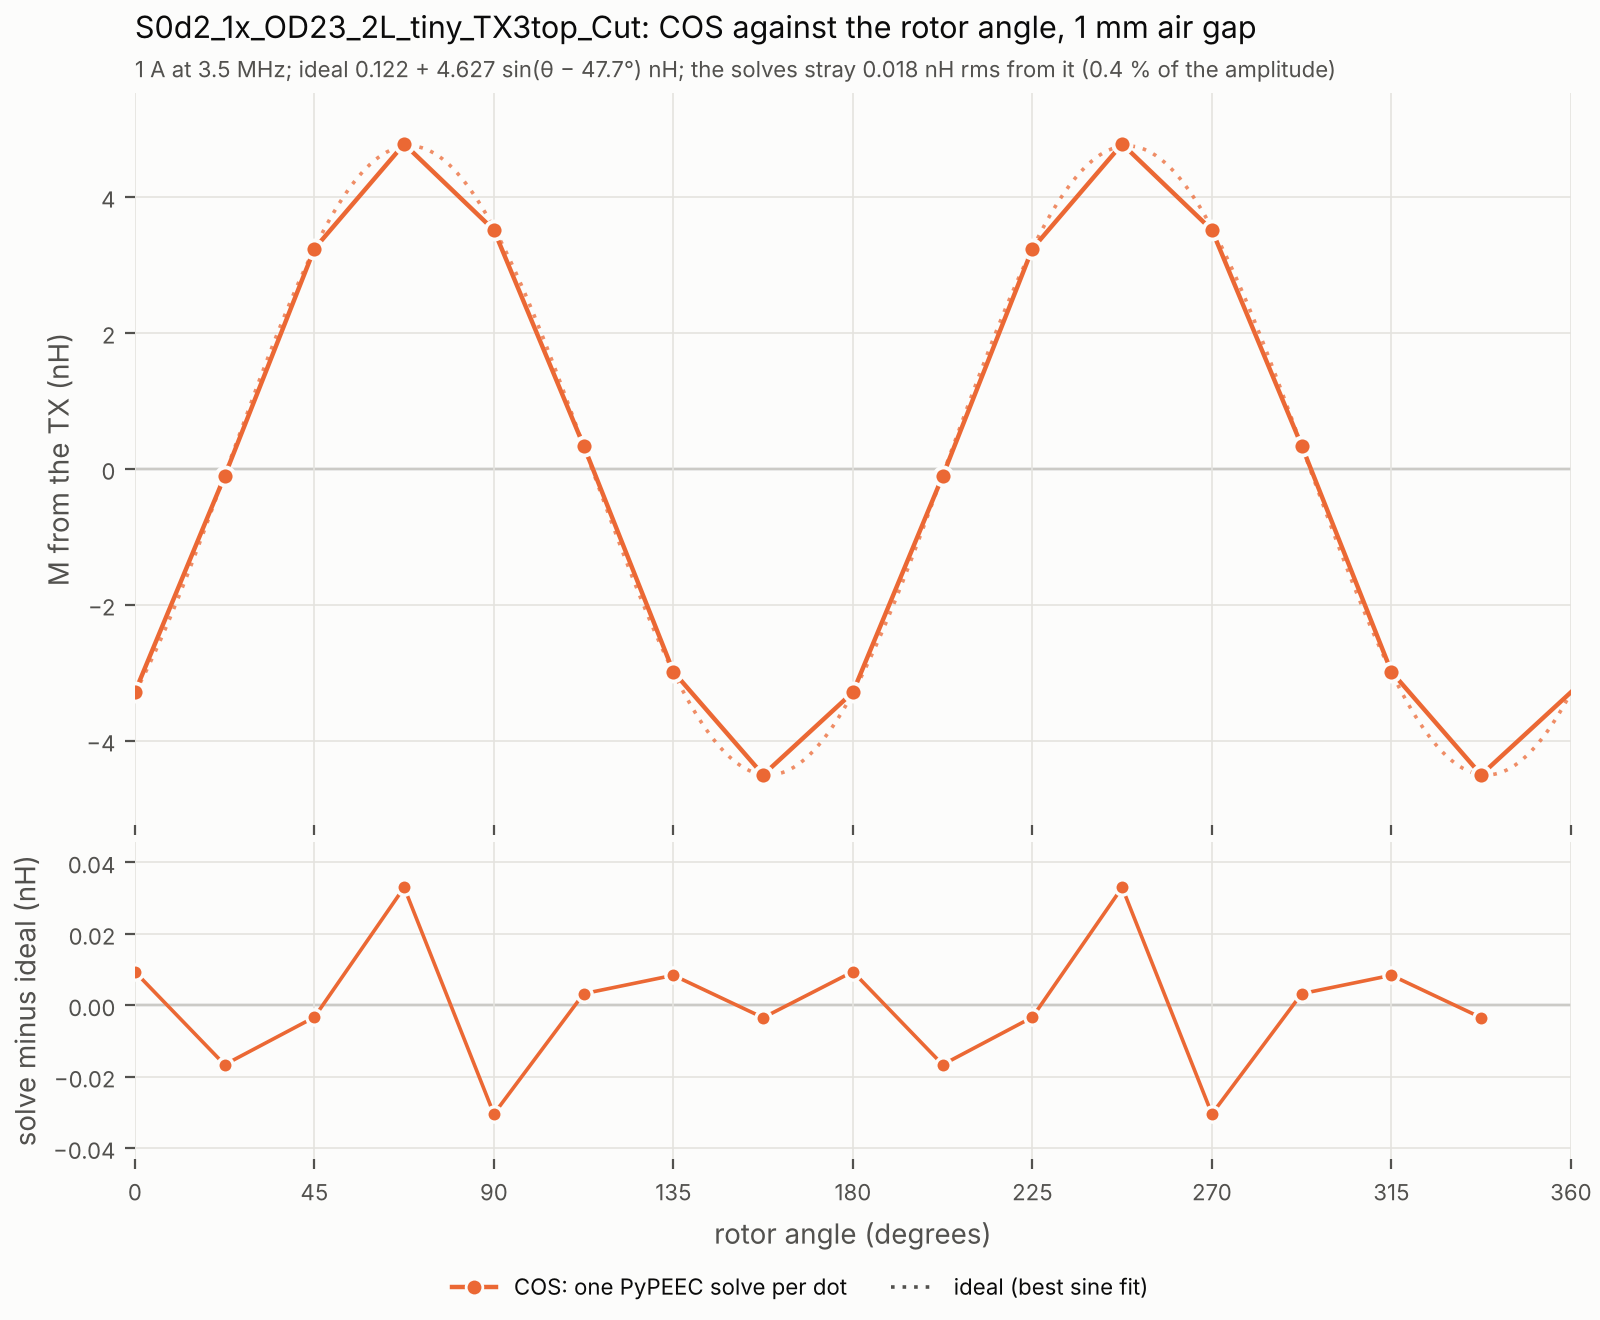 S0d2_1x_OD23_2L_tiny_TX3top_Cut: COS against the rotor angle, 1 mm air gap
1 A at 3.5 MHz; ideal 0.122 + 4.627 sin(θ − 47.7°) nH; the solves stray 0.018 nH rms from it (0.4 % of the amplitude)
M from the TX (nH)
4
2
0
−2
−4
solve minus ideal (nH)
0.04
0.02
0.00
−0.02
−0.04
0 45 90 135 180 225 270 315 360
rotor angle (degrees)
COS: one PyPEEC solve per dot ideal (best sine fit)